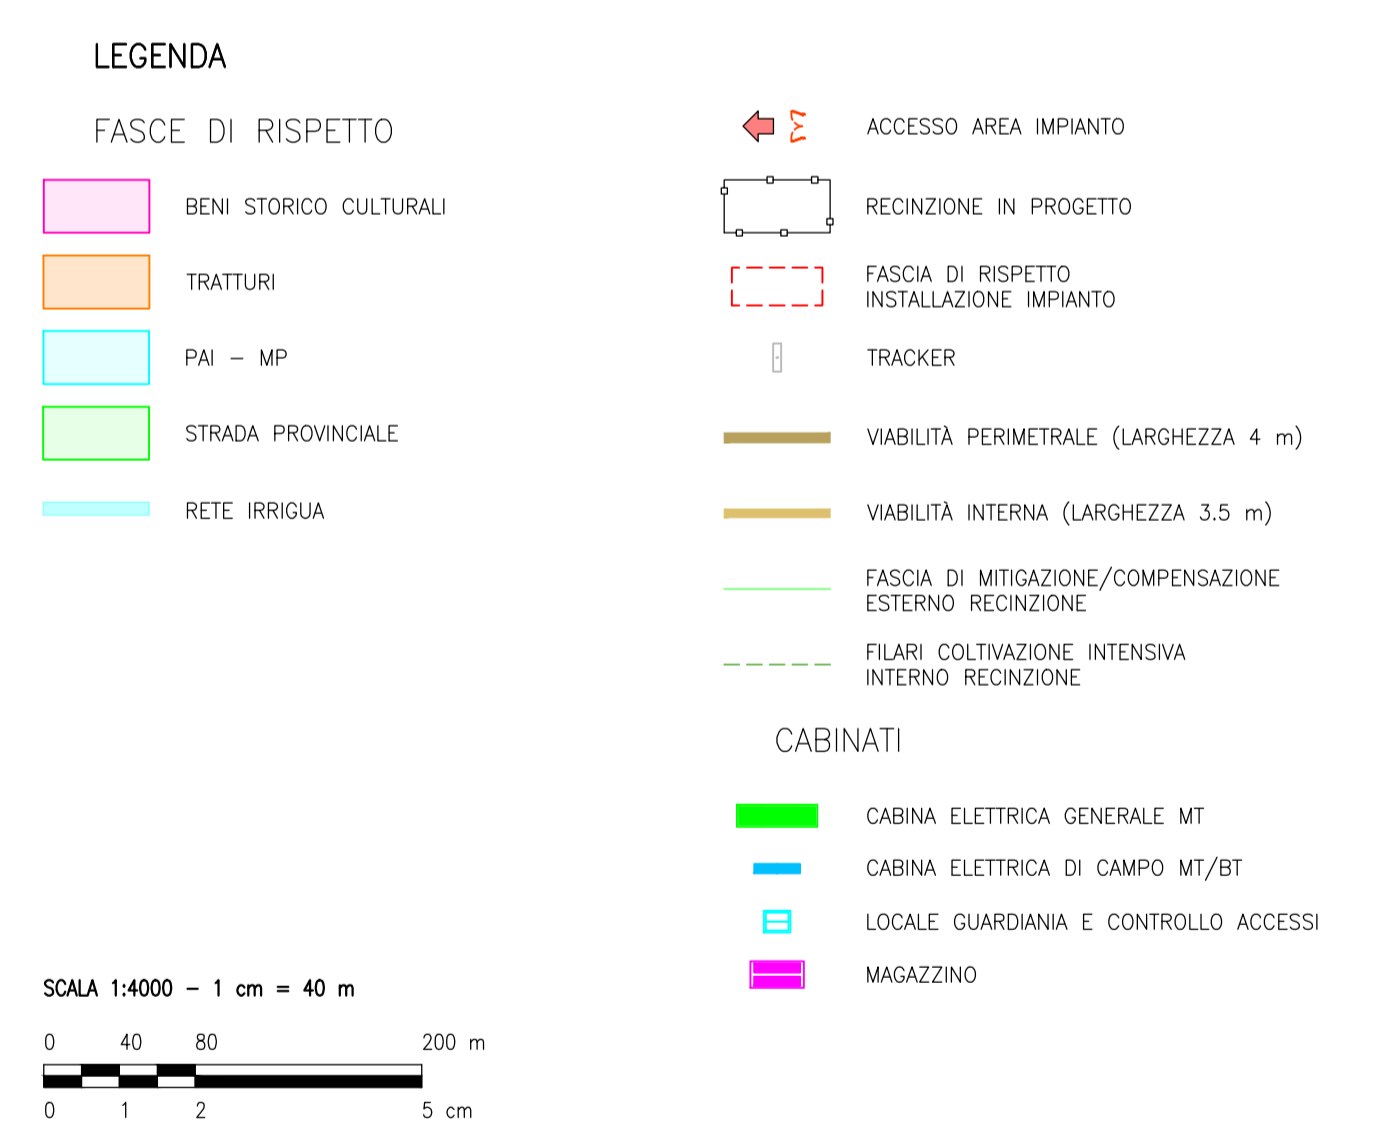 LEGENDA
FASCE DI RISPETTO
BENI STORICO CULTURALI
TRATTURI
PAI – MP
STRADA PROVINCIALE
RETE IRRIGUA
ACCESSO AREA IMPIANTO
RECINZIONE IN PROGETTO
FASCIA DI RISPETTO
INSTALLAZIONE IMPIANTO
TRACKER
VIABILITÀ PERIMETRALE (LARGHEZZA 4 m)
VIABILITÀ INTERNA (LARGHEZZA 3.5 m)
FASCIA DI MITIGAZIONE/COMPENSAZIONE
ESTERNO RECINZIONE
FILARI COLTIVAZIONE INTENSIVA
INTERNO RECINZIONE
CABINATI
CABINA ELETTRICA GENERALE MT
CABINA ELETTRICA DI CAMPO MT/BT
LOCALE GUARDIANIA E CONTROLLO ACCESSI
MAGAZZINO
SCALA 1:4000 – 1 cm = 40 m
0 40 80 200 m
0 1 2 5 cm